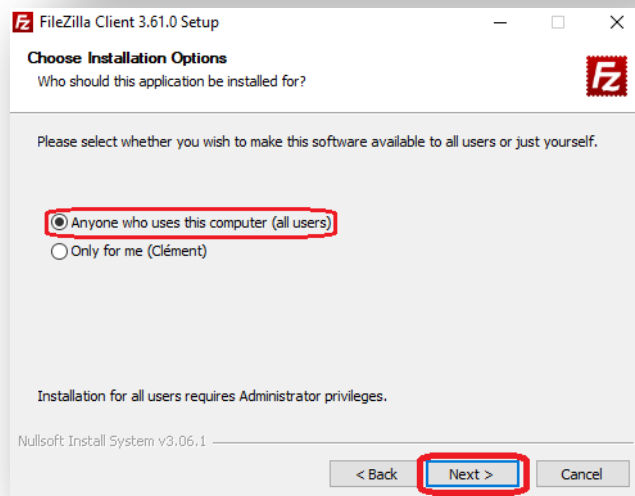 FileZilla Client 3.61.0 Setup
Choose Installation Options
Who should this application be installed for?
Fz
Please select whether you wish to make this software available to all users or just yourself.
Anyone who uses this computer (all users)
Only for me (Clément)
Installation for all users requires Administrator privileges.
Nullsoft Install System v3.06.1
< Back Next > Cancel